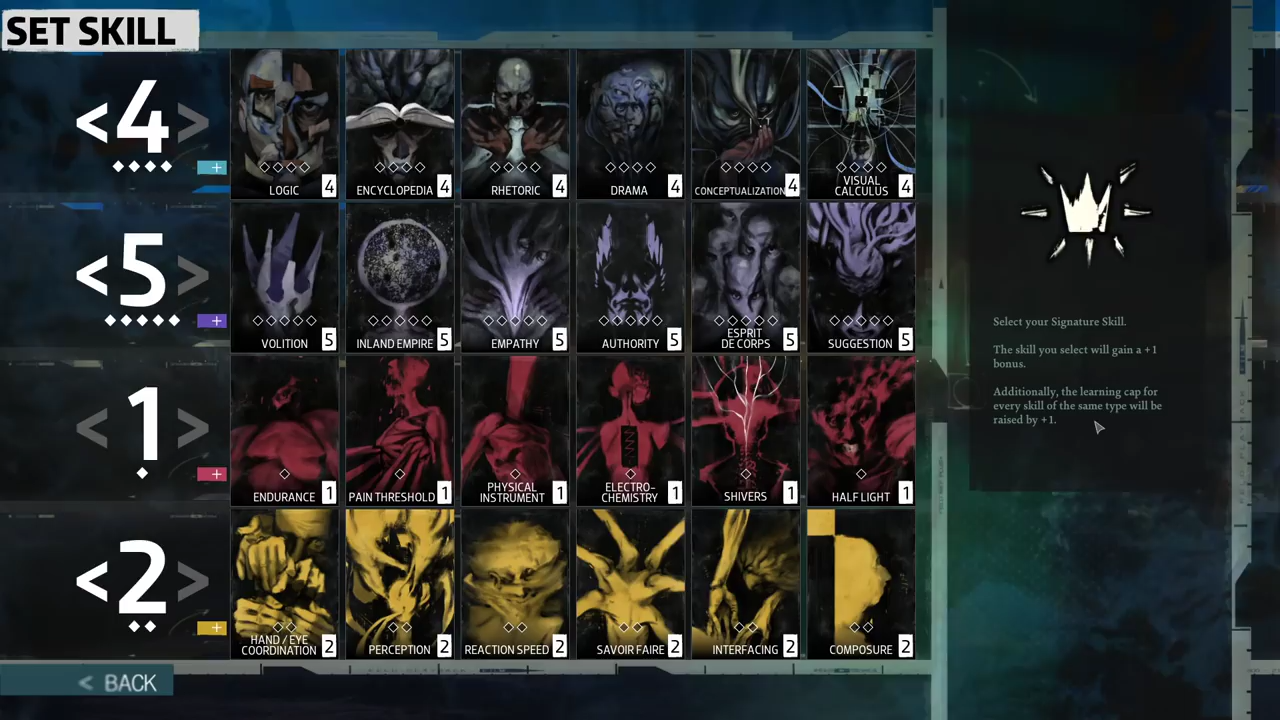 SET SKILL
<4>
LOGIC 4
ENCYCLOPEDIA 4
RHETORIC 4
DRAMA 4
CONCEPTUALIZATION 4
VISUAL
CALCULUS 4
<5>
VOLITION 5
INLAND EMPIRE 5
EMPATHY 5
AUTHORITY 5
ESPRIT
DE CORPS 5
SUGGESTION 5
<1>
ENDURANCE 1
PAIN THRESHOLD 1
PHYSICAL
INSTRUMENT 1
ELECTRO-
CHEMISTRY 1
SHIVERS 1
HALF LIGHT 1
<2>
HAND / EYE
COORDINATION 2
PERCEPTION 2
REACTION SPEED 2
SAVOIR FAIRE 2
INTERFACING 2
COMPOSURE 2
< BACK
Select your Signature Skill.
The skill you select will gain a +1
bonus.
Additionally, the learning cap for
every skill of the same type will be
raised by +1.